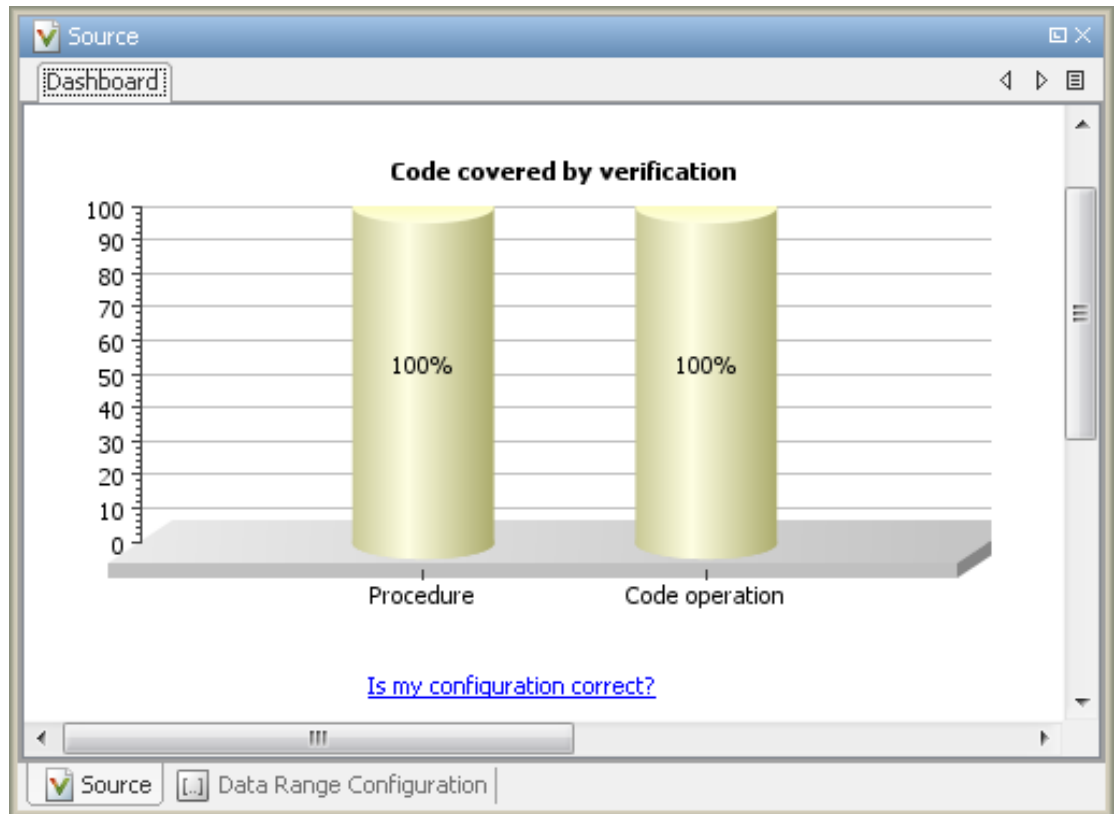 Source
Dashboard
Code covered by verification
100
90
80
70
60
50
40
30
20
10
0
100%
100%
Procedure
Code operation
Is my configuration correct?
Source
[..] Data Range Configuration